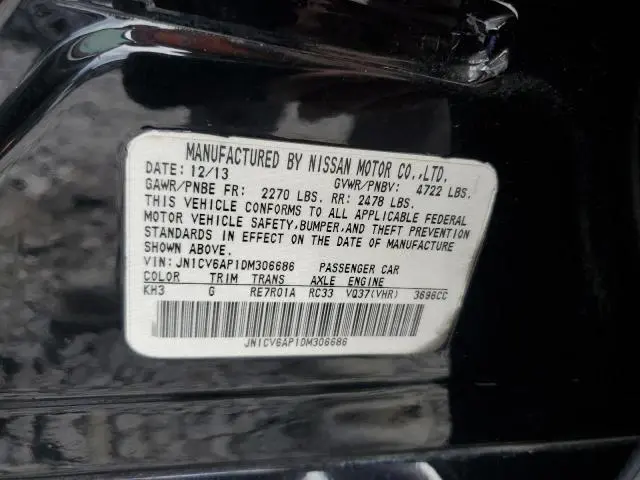 MANUFACTURED BY NISSAN MOTOR CO.,LTD.
DATE: 12/13 GVWR/PNBV: 4722 LBS.
GAWR/PNBE FR: 2270 LBS. RR: 2478 LBS.
THIS VEHICLE CONFORMS TO ALL APPLICABLE FEDERAL
MOTOR VEHICLE SAFETY,BUMPER,AND THEFT PREVENTION
STANDARDS IN EFFECT ON THE DATE OF MANUFACTURE
SHOWN ABOVE.
VIN: JN1CV6AP1DM306686 PASSENGER CAR
COLOR TRIM TRANS AXLE ENGINE
KH3 G RE7R01A RC33 VQ37(VHR) 3696CC
JN1CV6AP1DM306686